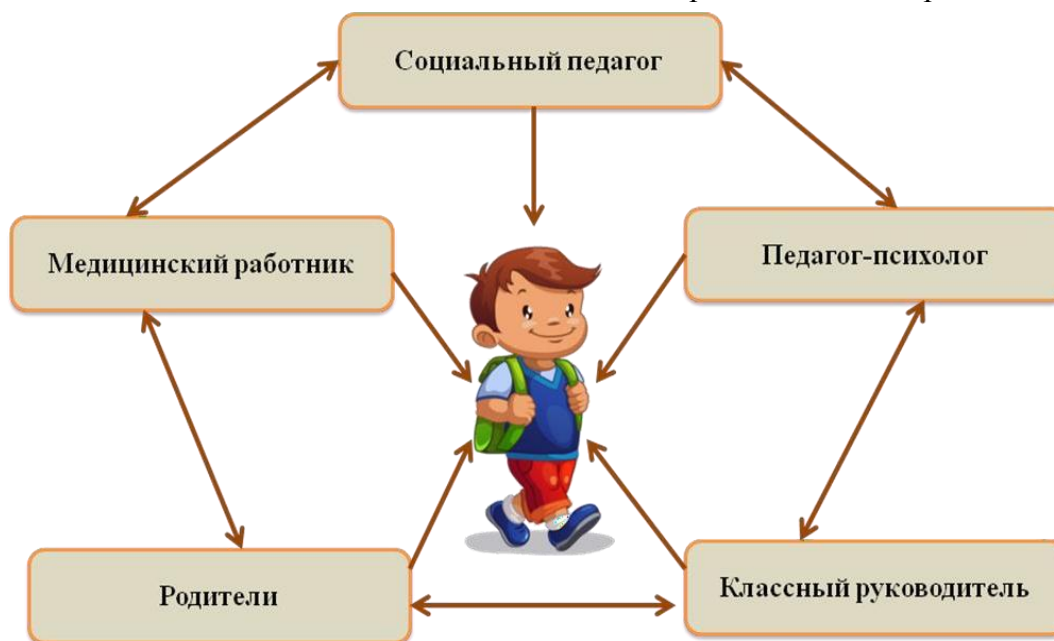 Социальный педагог
Медицинский работник
Педагог-психолог
Родители
Классный руководитель